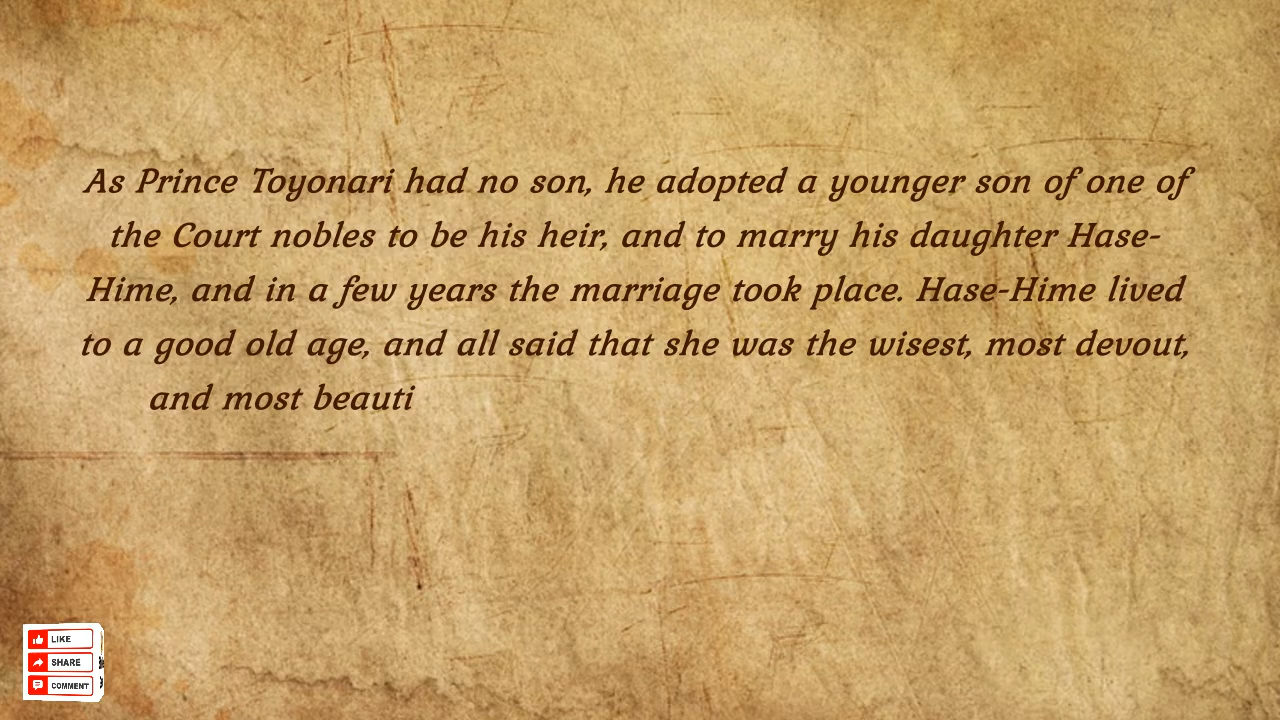 As Prince Toyonari had no son, he adopted a younger son of one of
the Court nobles to be his heir, and to marry his daughter Hase-
Hime, and in a few years the marriage took place. Hase-Hime lived
to a good old age, and all said that she was the wisest, most devout,
and most beauti
LIKE
SHARE
COMMENT